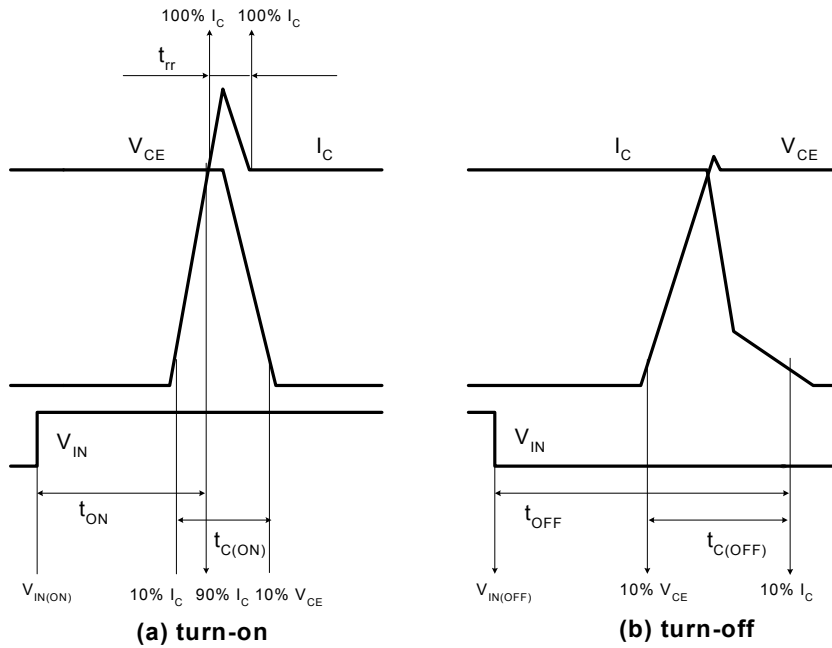 100% I_C 100% I_C
t_rr
V_CE I_C I_C V_CE
V_IN V_IN
t_ON t_OFF
t_C(ON) t_C(OFF)
V_IN(ON) 10% I_C 90% I_C 10% V_CE V_IN(OFF) 10% V_CE 10% I_C
(a) turn-on (b) turn-off